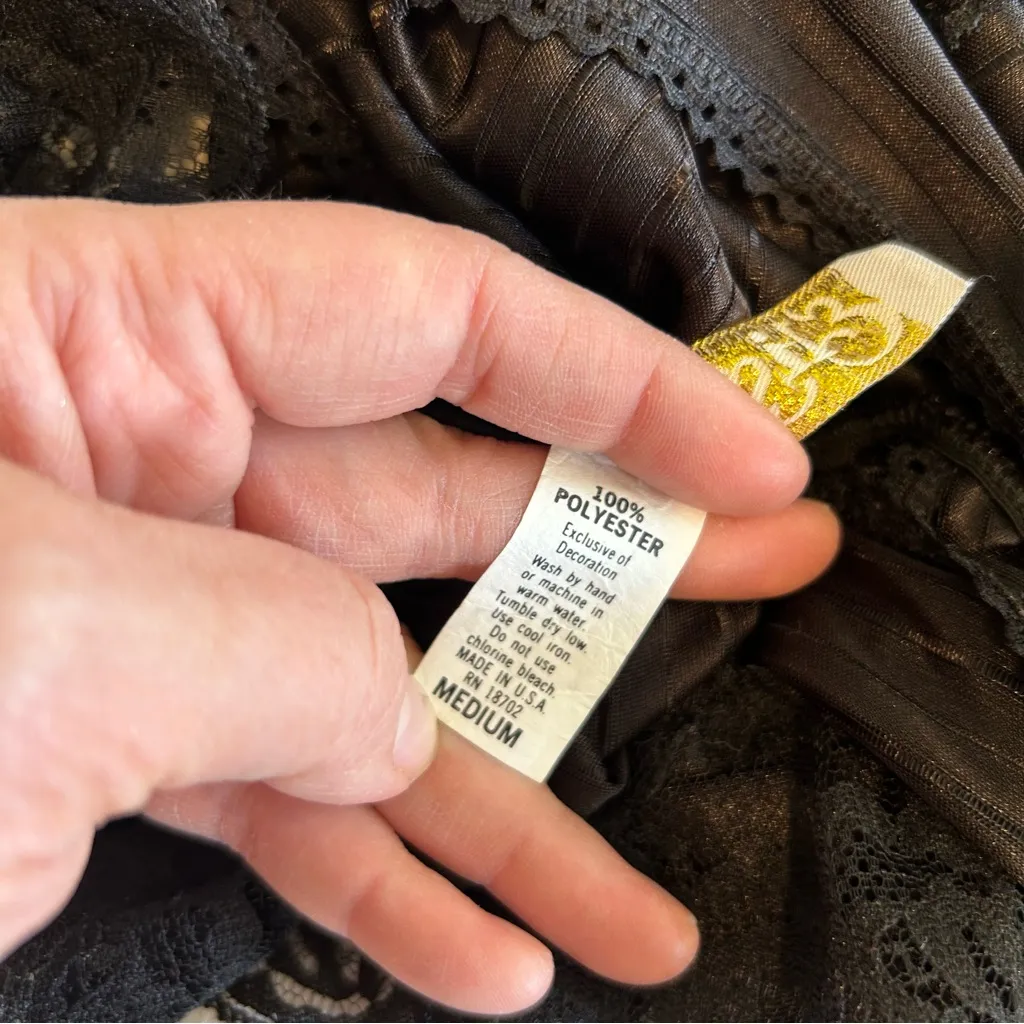 100%
POLYESTER
Exclusive of
Decoration
Wash by hand
or machine in
warm water.
Tumble dry low.
Use cool iron.
Do not use
chlorine bleach.
MADE IN U.S.A.
RN 18702
MEDIUM